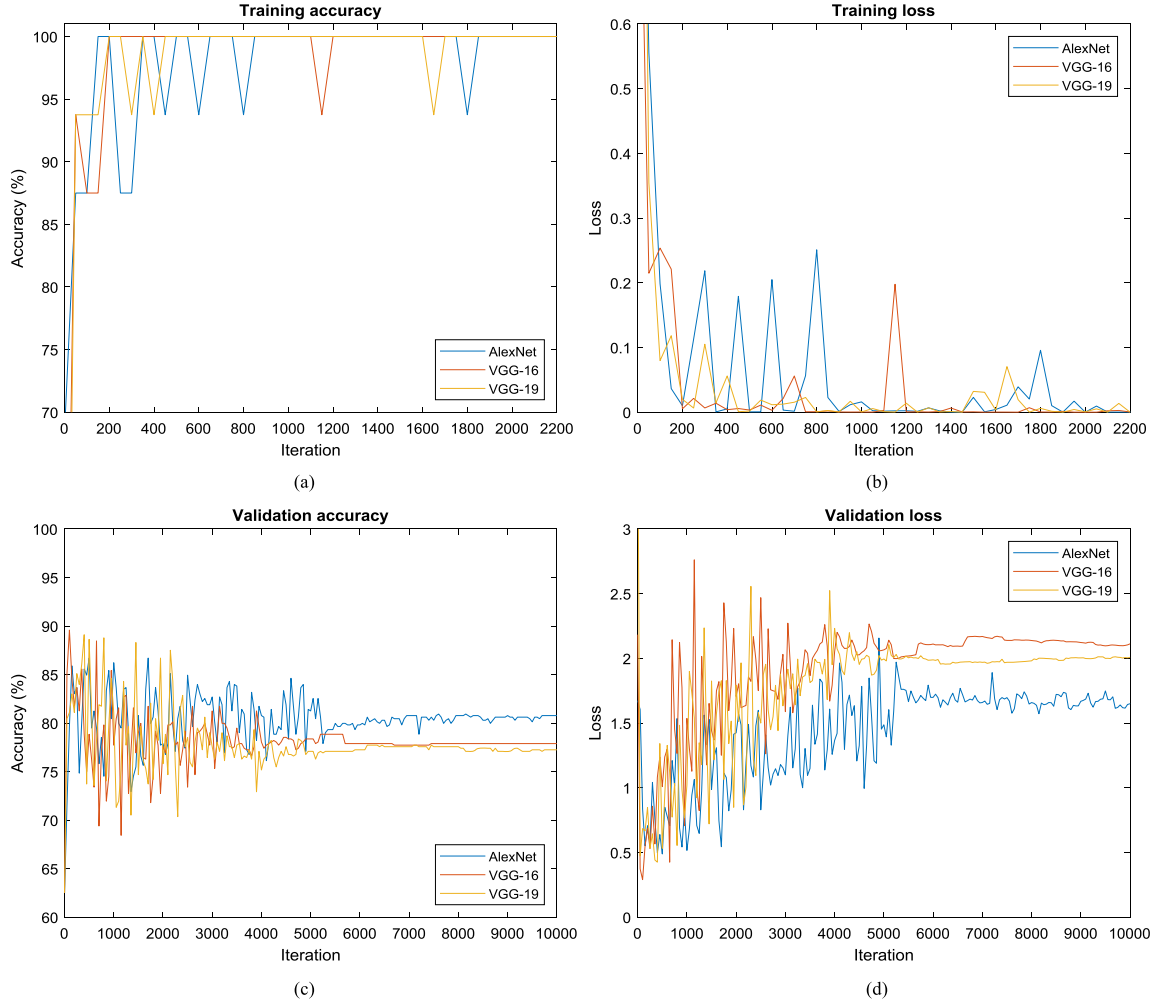 Training accuracy
100
95
90
85
80
75
70
Accuracy (%)
AlexNet
VGG-16
VGG-19
0 200 400 600 800 1000 1200 1400 1600 1800 2000 2200
Iteration
(a)
Training loss
0.6
0.5
0.4
0.3
0.2
0.1
0
Loss
AlexNet
VGG-16
VGG-19
200 400 600 800 1000 1200 1400 1600 1800 2000 2200
Iteration
(b)
Validation accuracy
100
95
90
85
80
75
70
65
60
Accuracy (%)
AlexNet
VGG-16
VGG-19
0 1000 2000 3000 4000 5000 6000 7000 8000 9000 10000
Iteration
(c)
Validation loss
3
2.5
2
1.5
1
0.5
0
Loss
AlexNet
VGG-16
VGG-19
0 1000 2000 3000 4000 5000 6000 7000 8000 9000 10000
Iteration
(d)